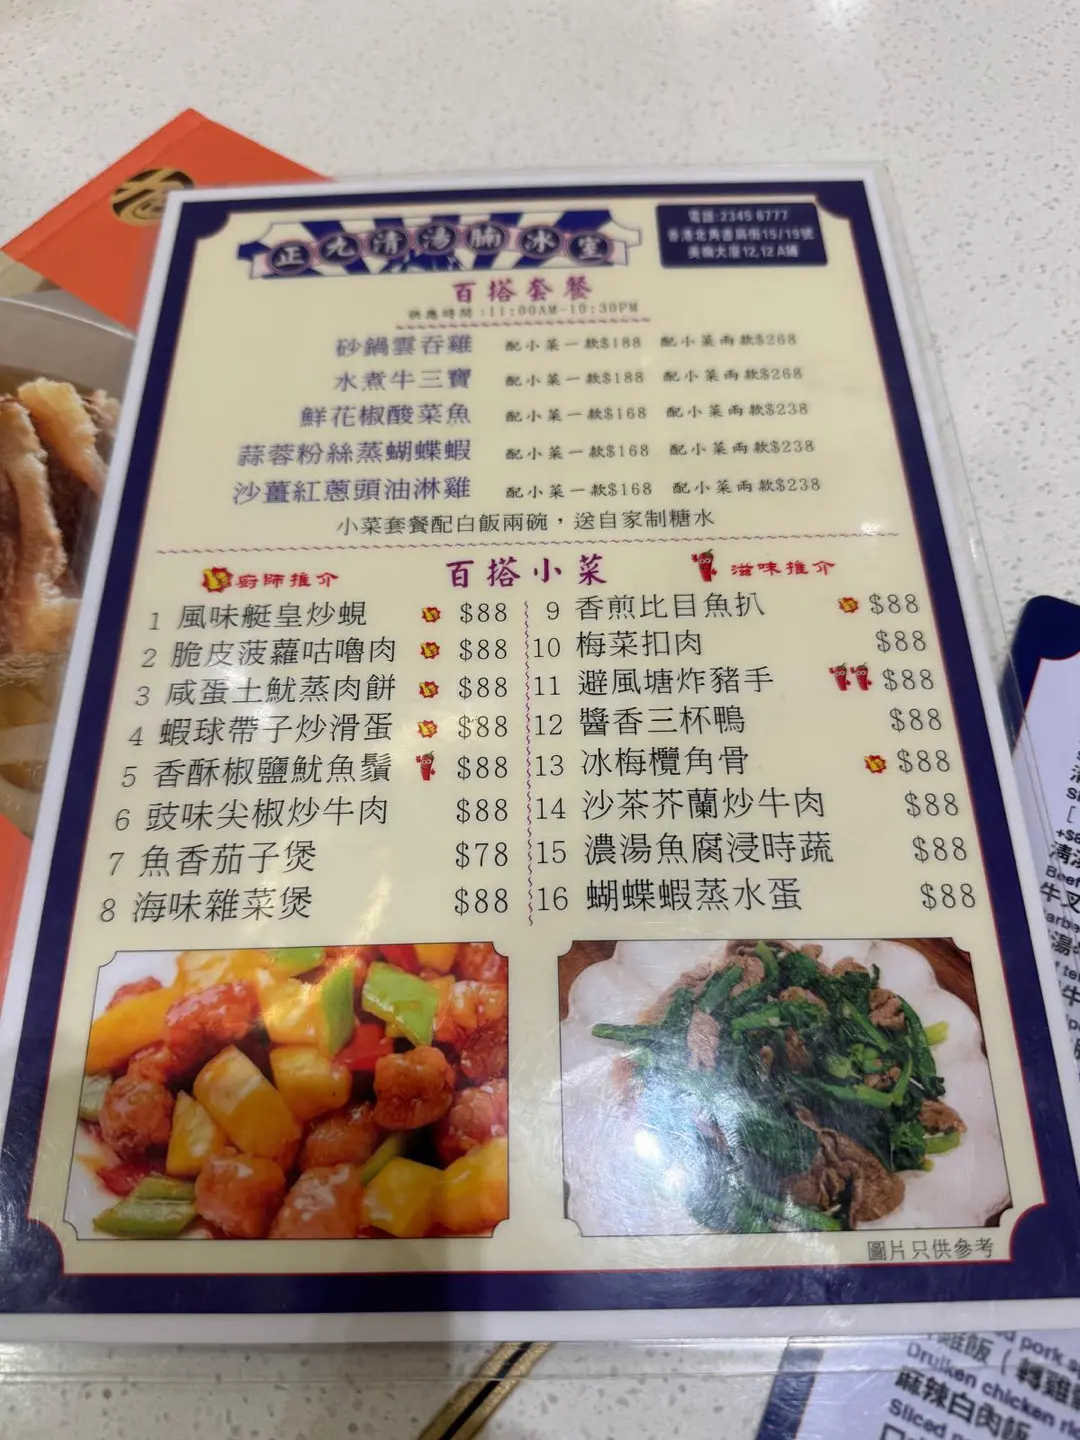 正九清湯腩冰室
電話:2345 8777
香港北角書局街15/19號
美輪大廈12,12A鋪
百搭套餐
供應時間:11:00AM-10:30PM
砂鍋雲吞雞 配小菜一款$188 配小菜兩款$268
水煮牛三寶 配小菜一款$188 配小菜兩款$268
鮮花椒酸菜魚 配小菜一款$168 配小菜兩款$238
蒜蓉粉絲蒸蝴蝶蝦 配小菜一款$168 配小菜兩款$238
沙薑紅蔥頭油淋雞 配小菜一款$168 配小菜兩款$238
小菜套餐配白飯兩碗，送自家制糖水
廚師推介 百搭小菜 滋味推介
1 風味艇皇炒蜆 $88
2 脆皮菠蘿咕嚕肉 $88
3 咸蛋土魷蒸肉餅 $88
4 蝦球帶子炒滑蛋 $88
5 香酥椒鹽魷魚鬚 $88
6 豉味尖椒炒牛肉 $88
7 魚香茄子煲 $78
8 海味雜菜煲 $88
9 香煎比目魚扒 $88
10 梅菜扣肉 $88
11 避風塘炸豬手 $88
12 醬香三杯鴨 $88
13 冰梅欖角骨 $88
14 沙茶芥蘭炒牛肉 $88
15 濃湯魚腐浸時蔬 $88
16 蝴蝶蝦蒸水蛋 $88
圖片只供參考
雞飯
Druiken chicken
麻辣白肉飯
Sliced